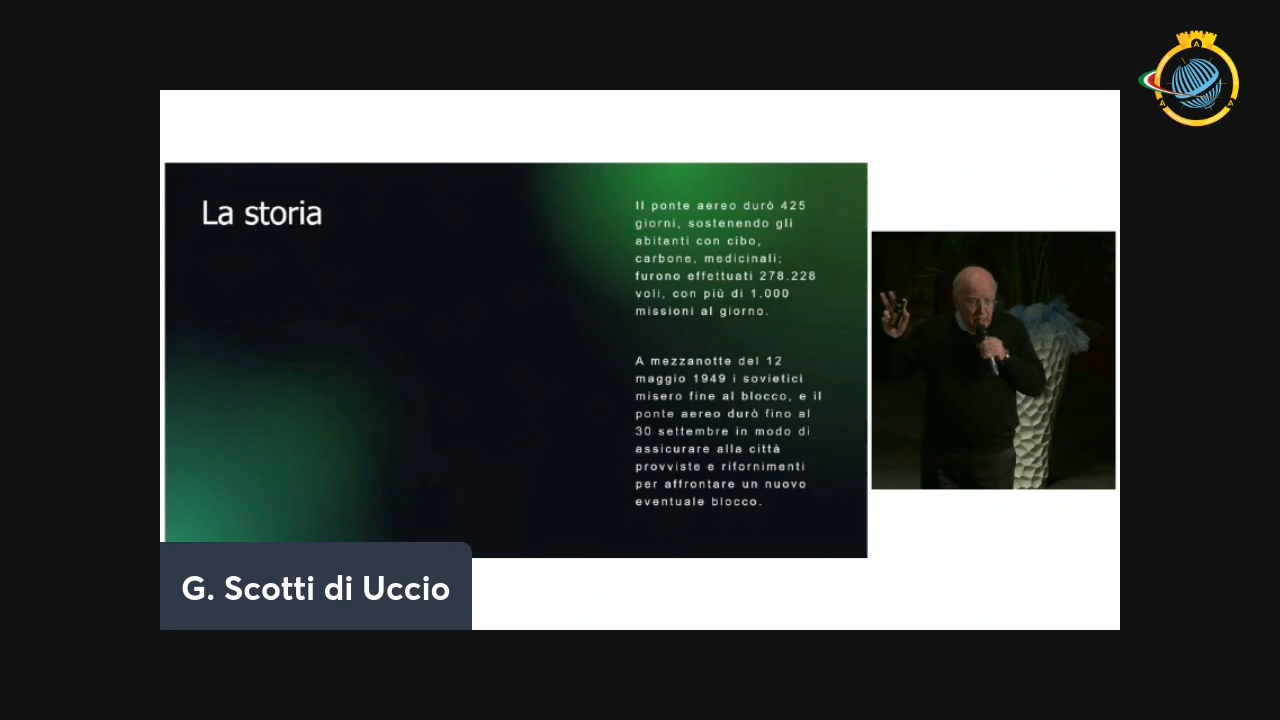 La storia
Il ponte aereo durò 425
giorni, sostenendo gli
abitanti con cibo,
carbone, medicinali;
furono effettuati 278.228
voli, con più di 1.000
missioni al giorno.
A mezzanotte del 12
maggio 1949 i sovietici
misero fine al blocco, e il
ponte aereo durò fino al
30 settembre in modo di
assicurare alla città
provviste e rifornimenti
per affrontare un nuovo
eventuale blocco.
G. Scotti di Uccio